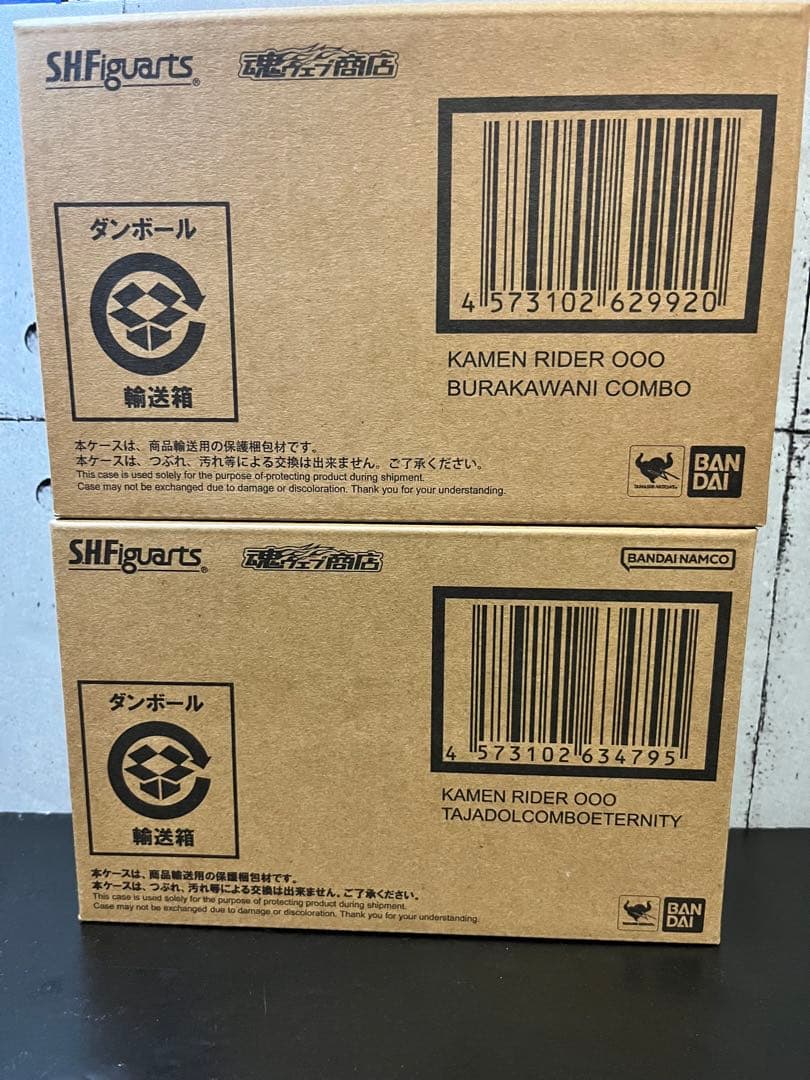 S.H.Figuarts® 魂ウェブ商店
4 573102 629920
KAMEN RIDER OOO
BURAKAWANI COMBO
ダンボール
輸送箱
本ケースは、商品輸送用の保護梱包材です。
本ケースは、つぶれ、汚れ等による交換は出来ません。ご了承ください。
This case is used solely for the purpose of protecting product during shipment.
Case may not be exchanged due to damage or discoloration. Thank you for your understanding.
BAN
DAI
S.H.Figuarts® 魂ウェブ商店 BANDAI NAMCO
4 573102 634795
KAMEN RIDER OOO
TAJADOLCOMBOETERNITY
ダンボール
輸送箱
本ケースは、商品輸送用の保護梱包材です。
本ケースは、つぶれ、汚れ等による交換は出来ません。ご了承ください。
This case is used solely for the purpose of protecting product during shipment.
Case may not be exchanged due to damage or discoloration. Thank you for your understanding.
BAN
DAI